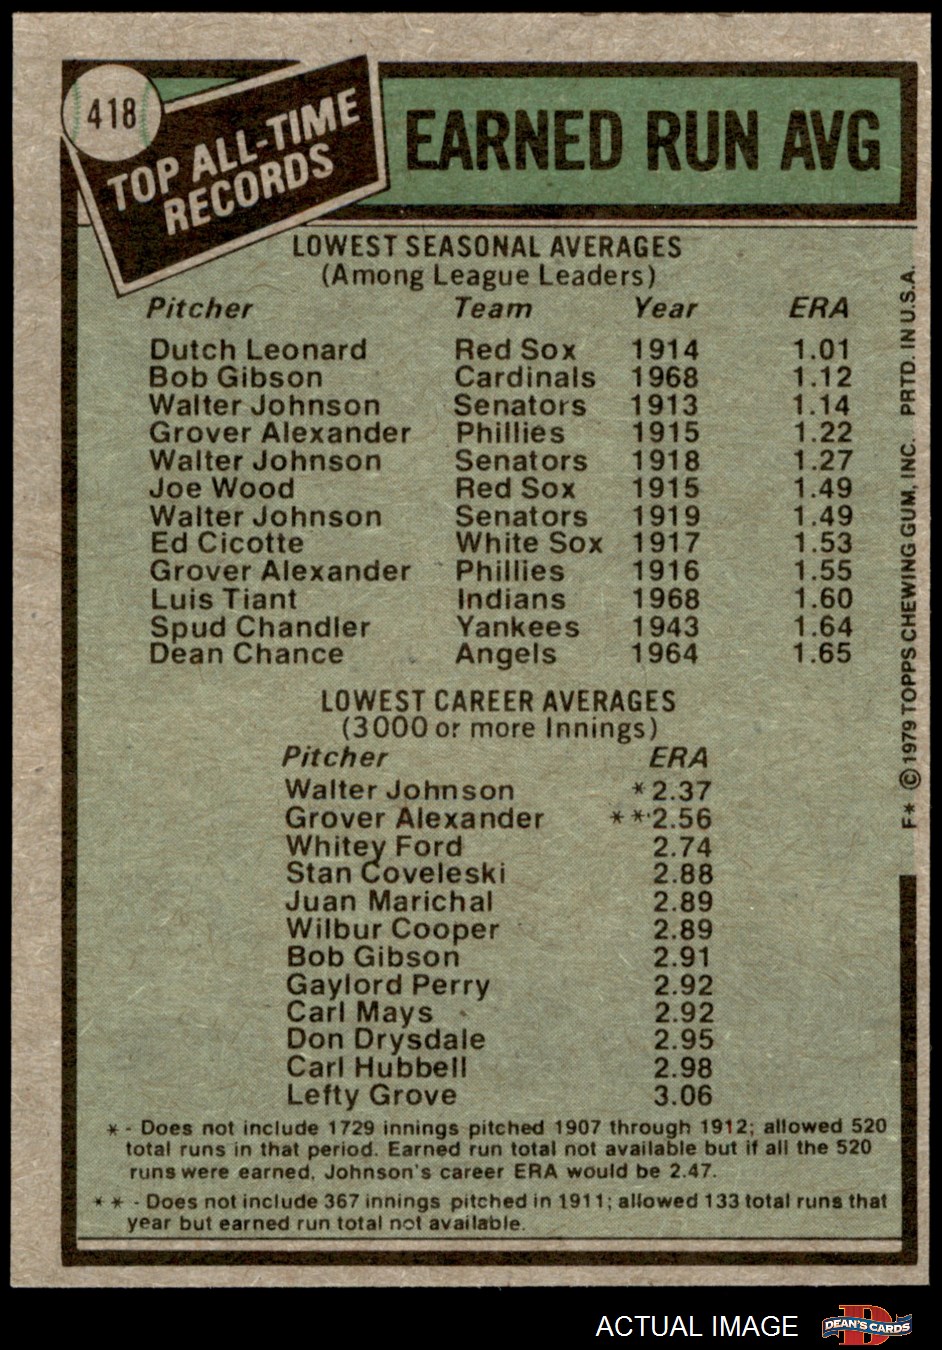 418
TOP ALL-TIME
RECORDS
EARNED RUN AVG
LOWEST SEASONAL AVERAGES
(Among League Leaders)
Pitcher Team Year ERA
Dutch Leonard Red Sox 1914 1.01
Bob Gibson Cardinals 1968 1.12
Walter Johnson Senators 1913 1.14
Grover Alexander Phillies 1915 1.22
Walter Johnson Senators 1918 1.27
Joe Wood Red Sox 1915 1.49
Walter Johnson Senators 1919 1.49
Ed Cicotte White Sox 1917 1.53
Grover Alexander Phillies 1916 1.55
Luis Tiant Indians 1968 1.60
Spud Chandler Yankees 1943 1.64
Dean Chance Angels 1964 1.65
LOWEST CAREER AVERAGES
(3000 or more Innings)
Pitcher ERA
Walter Johnson *2.37
Grover Alexander **2.56
Whitey Ford 2.74
Stan Coveleski 2.88
Juan Marichal 2.89
Wilbur Cooper 2.89
Bob Gibson 2.91
Gaylord Perry 2.92
Carl Mays 2.92
Don Drysdale 2.95
Carl Hubbell 2.98
Lefty Grove 3.06
* - Does not include 1729 innings pitched 1907 through 1912; allowed 520
total runs in that period. Earned run total not available but if all the 520
runs were earned, Johnson's career ERA would be 2.47.
* * - Does not include 367 innings pitched in 1911; allowed 133 total runs that
year but earned run total not available.
F* © 1979 TOPPS CHEWING GUM, INC. PRTD. IN U.S.A.
ACTUAL IMAGE
DEAN'S CARDS